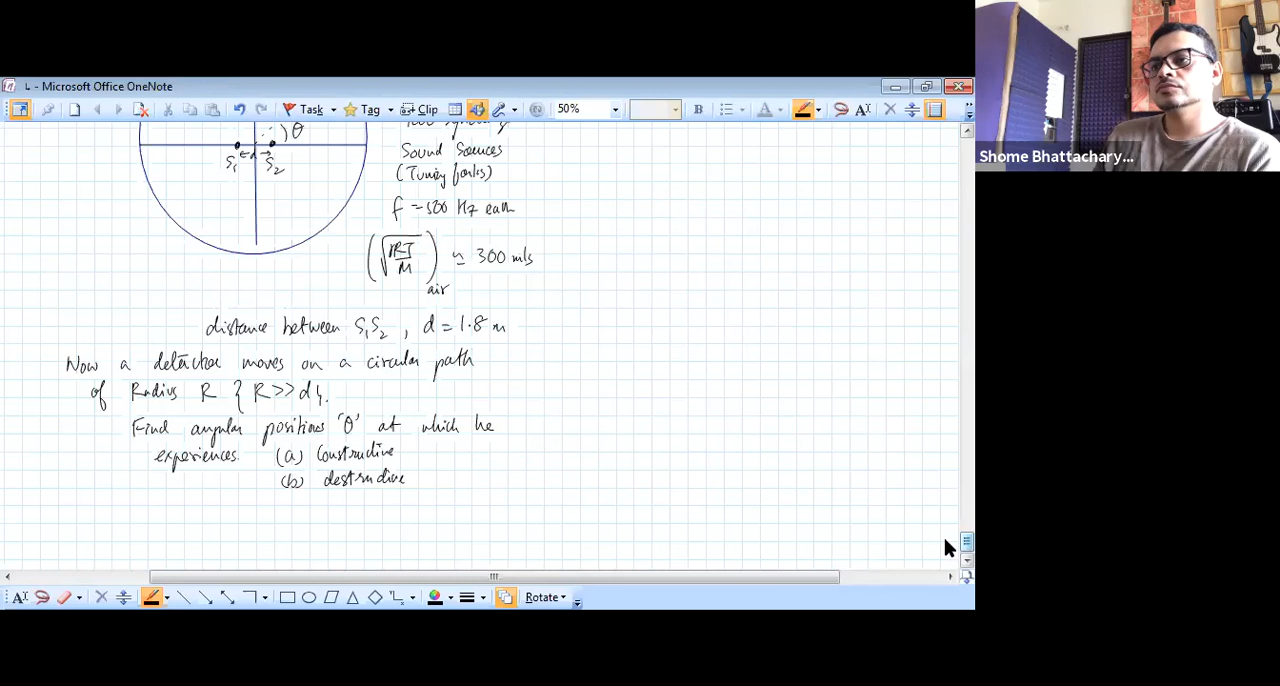 L - Microsoft Office OneNote
Task Tag Clip 50% B A A
θ
S₁ ← d → S₂
Sound Sources
(Tuning forks)
f = 500 Hz each
(√(γRT/M))air ≃ 300 m/s
distance between S₁S₂, d = 1.8 m
Now a detector moves on a circular path
of Radius R {R>>d}.
Find angular positions 'θ' at which he
experiences. (a) Constructive
(b) destructive
Rotate
Shome Bhattachary...